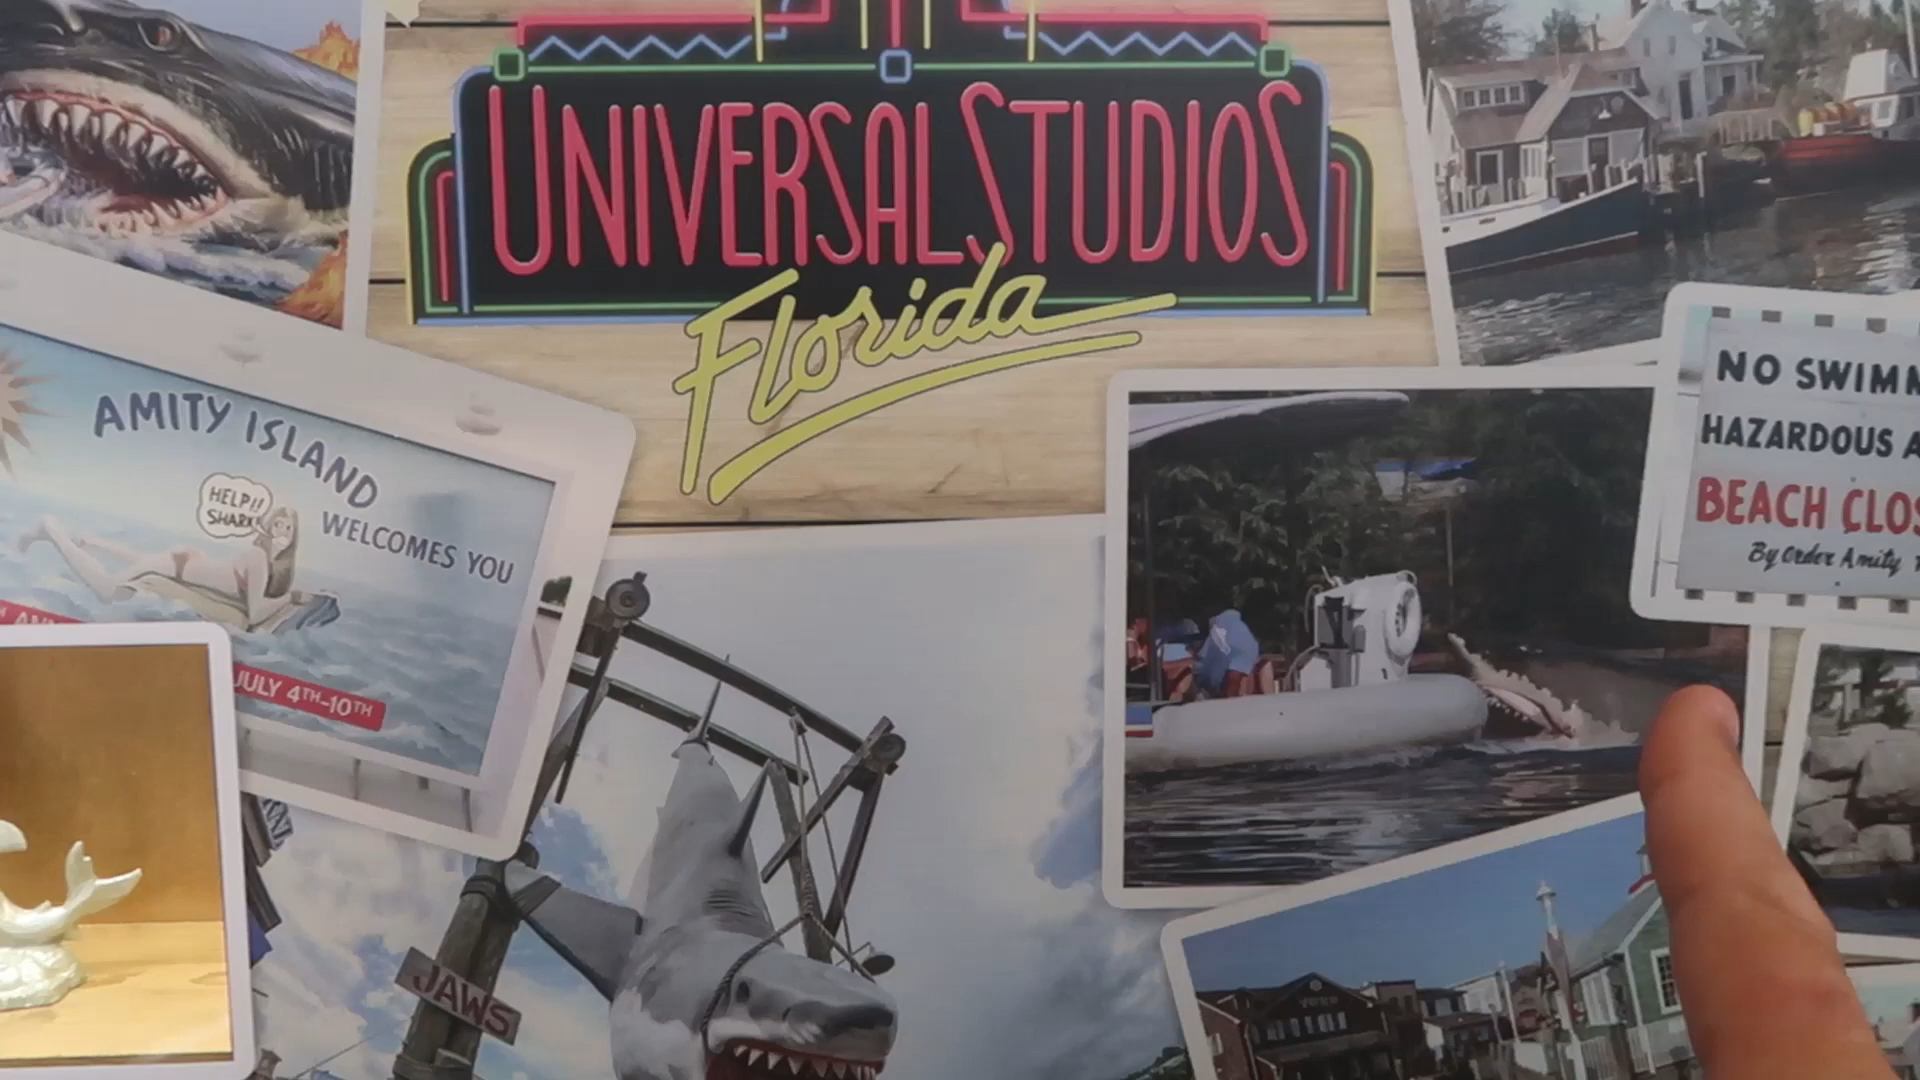 UNIVERSAL STUDIOS
Florida
AMITY ISLAND
WELCOMES YOU
HELP!!
SHARK
JULY 4TH-10TH
NO SWIMM
HAZARDOUS A
BEACH CLOS
By Order Amity
JAWS